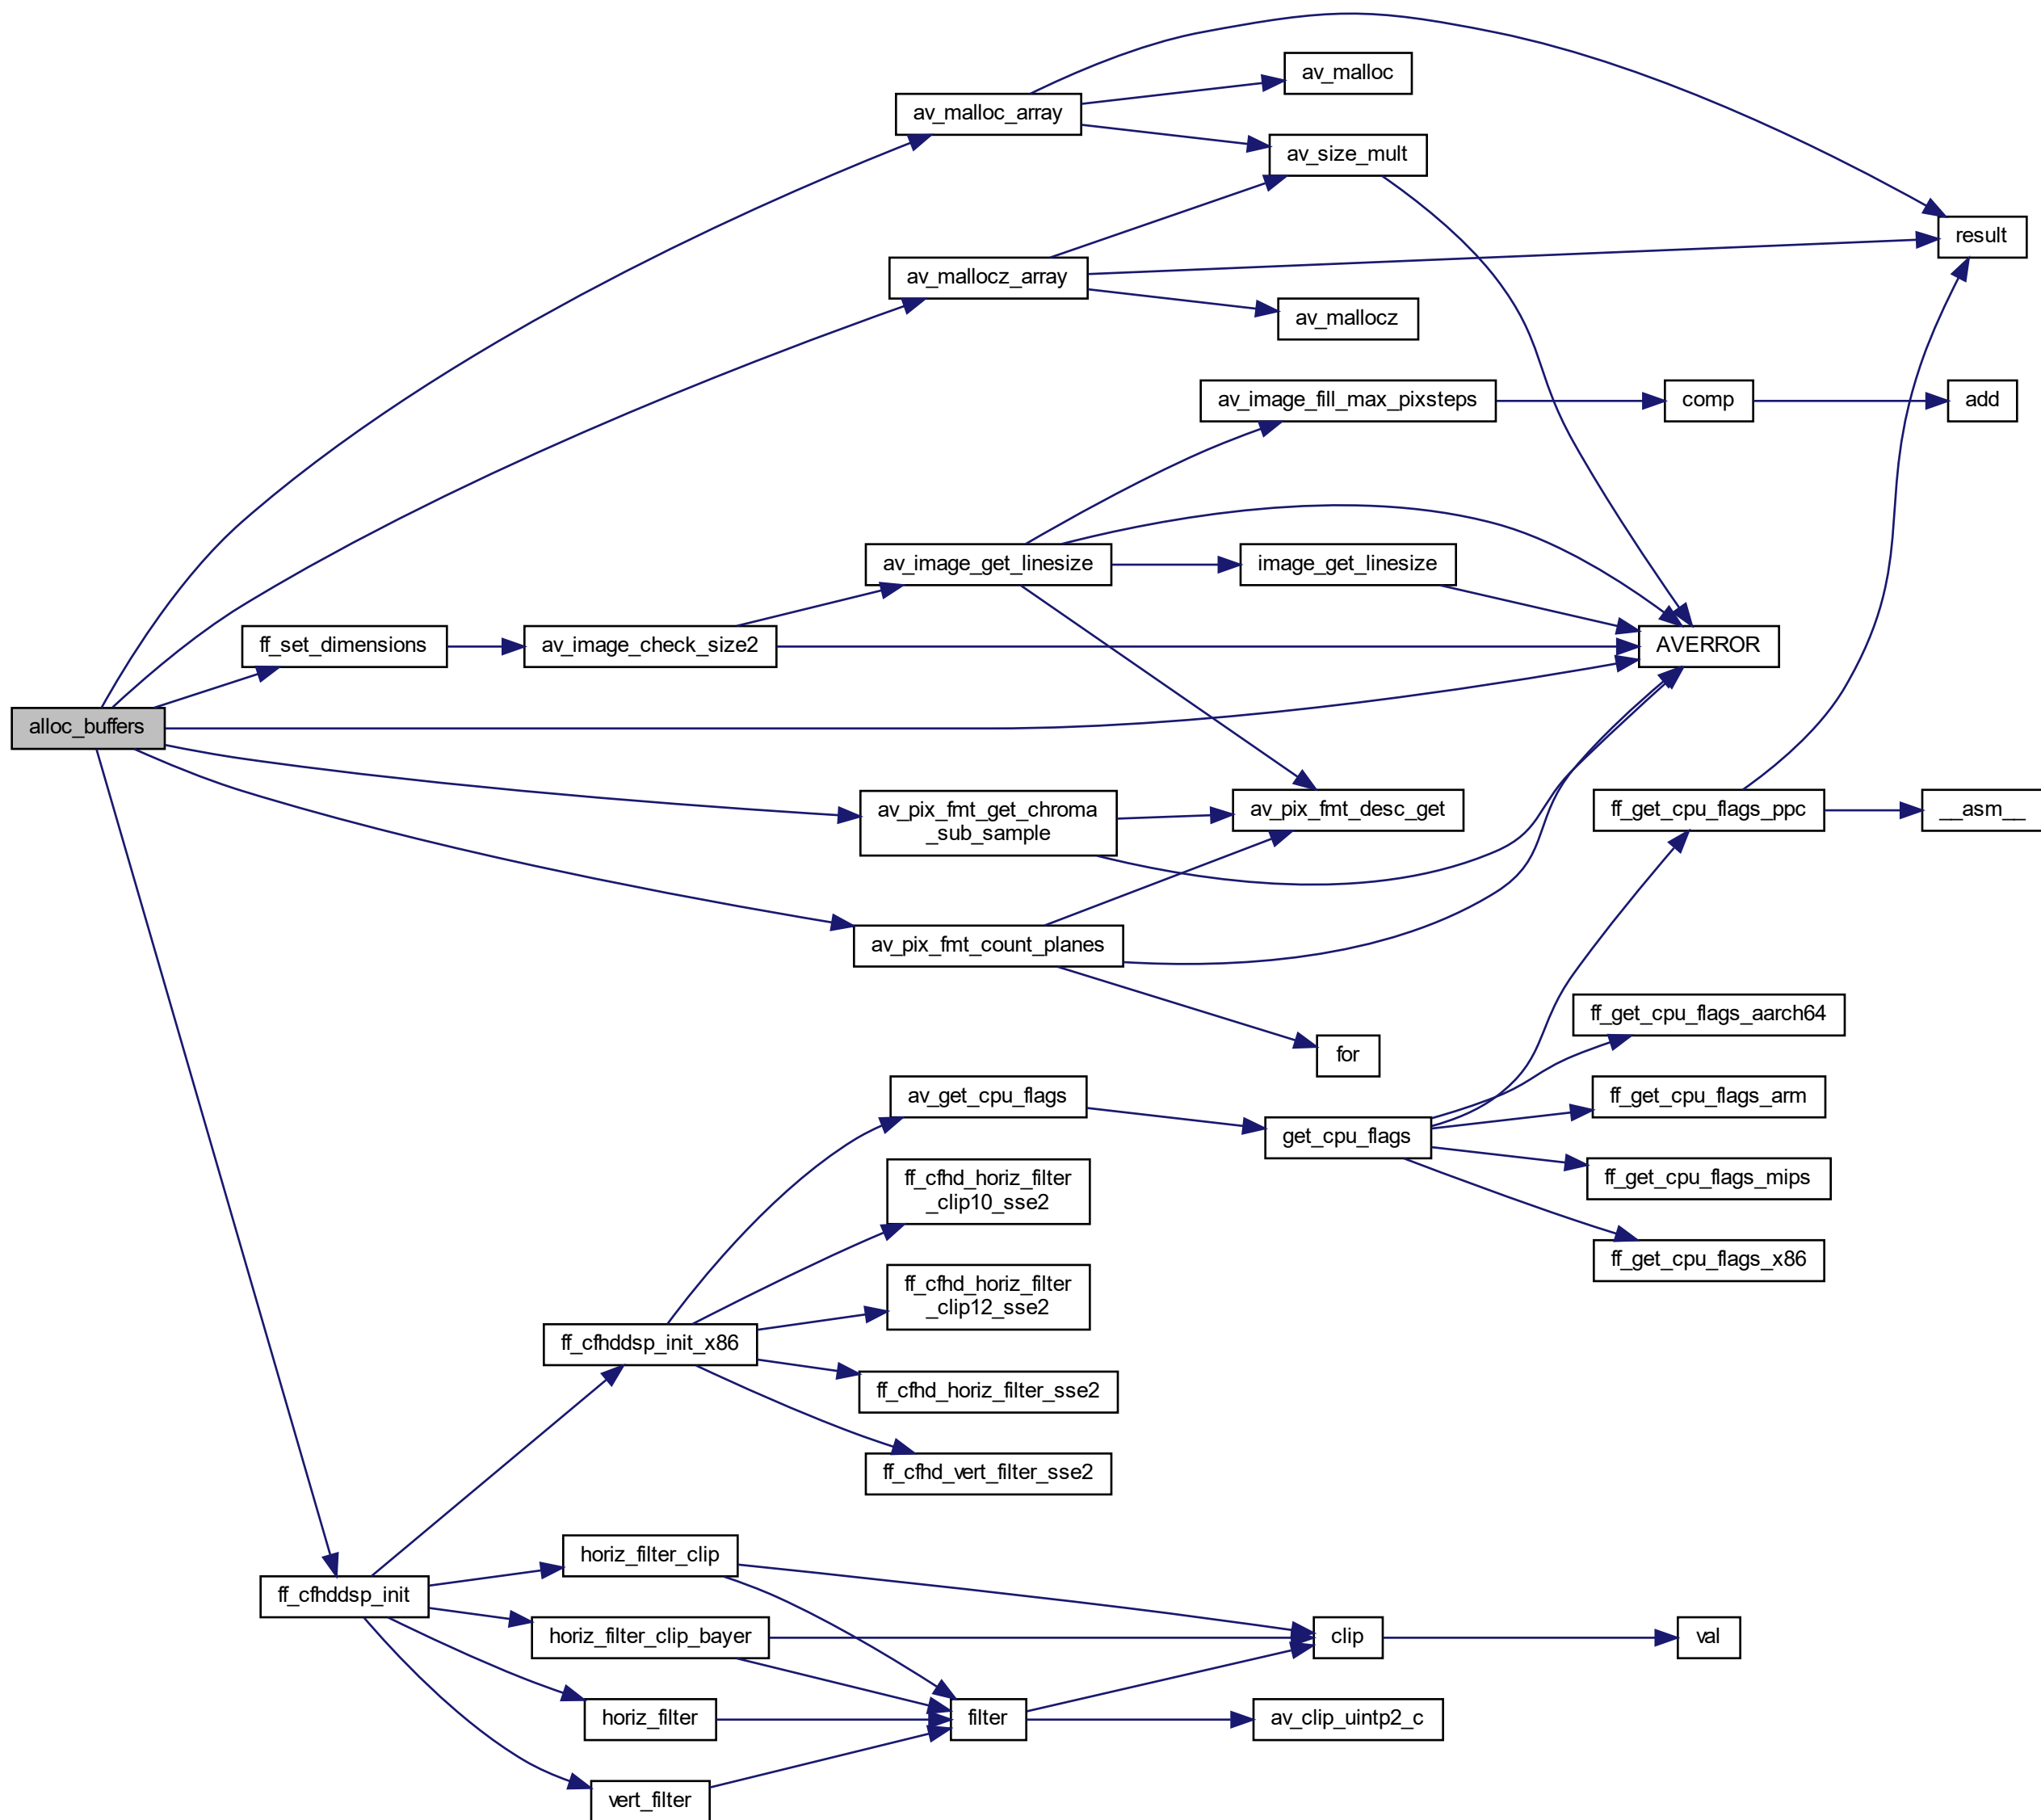 av_malloc
av_malloc_array
av_size_mult
result
av_mallocz_array
av_mallocz
av_image_fill_max_pixsteps
comp
add
av_image_get_linesize
image_get_linesize
ff_set_dimensions
av_image_check_size2
AVERROR
alloc_buffers
av_pix_fmt_get_chroma
_sub_sample
av_pix_fmt_desc_get
ff_get_cpu_flags_ppc
__asm__
av_pix_fmt_count_planes
for
ff_get_cpu_flags_aarch64
av_get_cpu_flags
ff_get_cpu_flags_arm
get_cpu_flags
ff_cfhd_horiz_filter
_clip10_sse2
ff_get_cpu_flags_mips
ff_get_cpu_flags_x86
ff_cfhd_horiz_filter
_clip12_sse2
ff_cfhddsp_init_x86
ff_cfhd_horiz_filter_sse2
ff_cfhd_vert_filter_sse2
horiz_filter_clip
ff_cfhddsp_init
horiz_filter_clip_bayer
clip
val
horiz_filter
filter
av_clip_uintp2_c
vert_filter